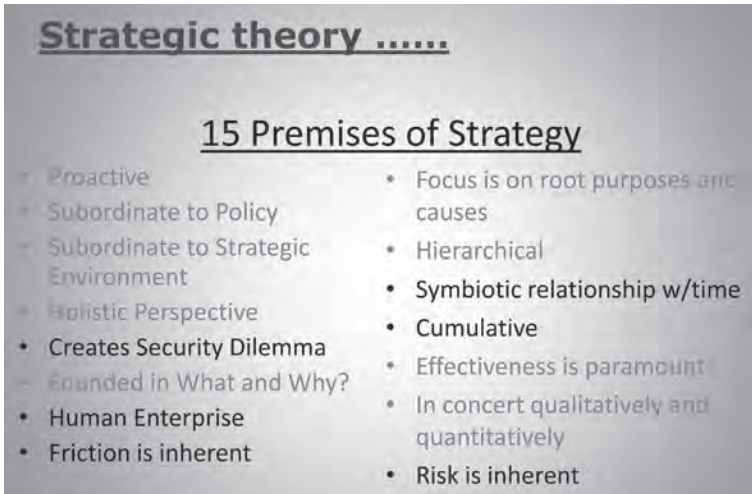 Strategic theory ......
15 Premises of Strategy
• Proactive
• Subordinate to Policy
• Subordinate to Strategic
Environment
• Holistic Perspective
• Creates Security Dilemma
• Founded in What and Why?
• Human Enterprise
• Friction is inherent
• Focus is on root purposes and
causes
• Hierarchical
• Symbiotic relationship w/time
• Cumulative
• Effectiveness is paramount
• In concert qualitatively and
quantitatively
• Risk is inherent